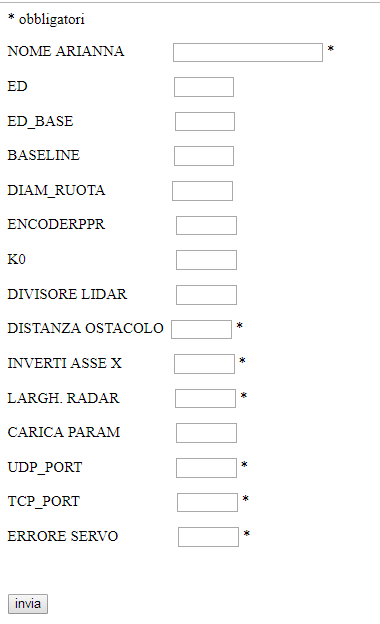 * obbligatori
NOME ARIANNA *
ED
ED_BASE
BASELINE
DIAM_RUOTA
ENCODERPPR
K0
DIVISORE LIDAR
DISTANZA OSTACOLO *
INVERTI ASSE X *
LARGH. RADAR *
CARICA PARAM
UDP_PORT *
TCP_PORT *
ERRORE SERVO *
invia